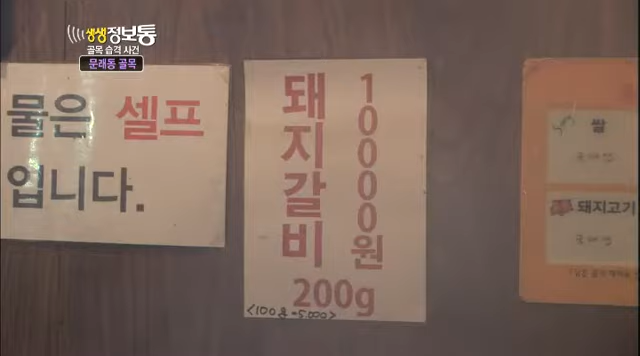 생생정보통
골목 습격 사건
문래동 골목
물은 셀프
입니다.
돼지갈비
10000원
200g
<100g-5000>
쌀
국내산
돼지고기
국내산